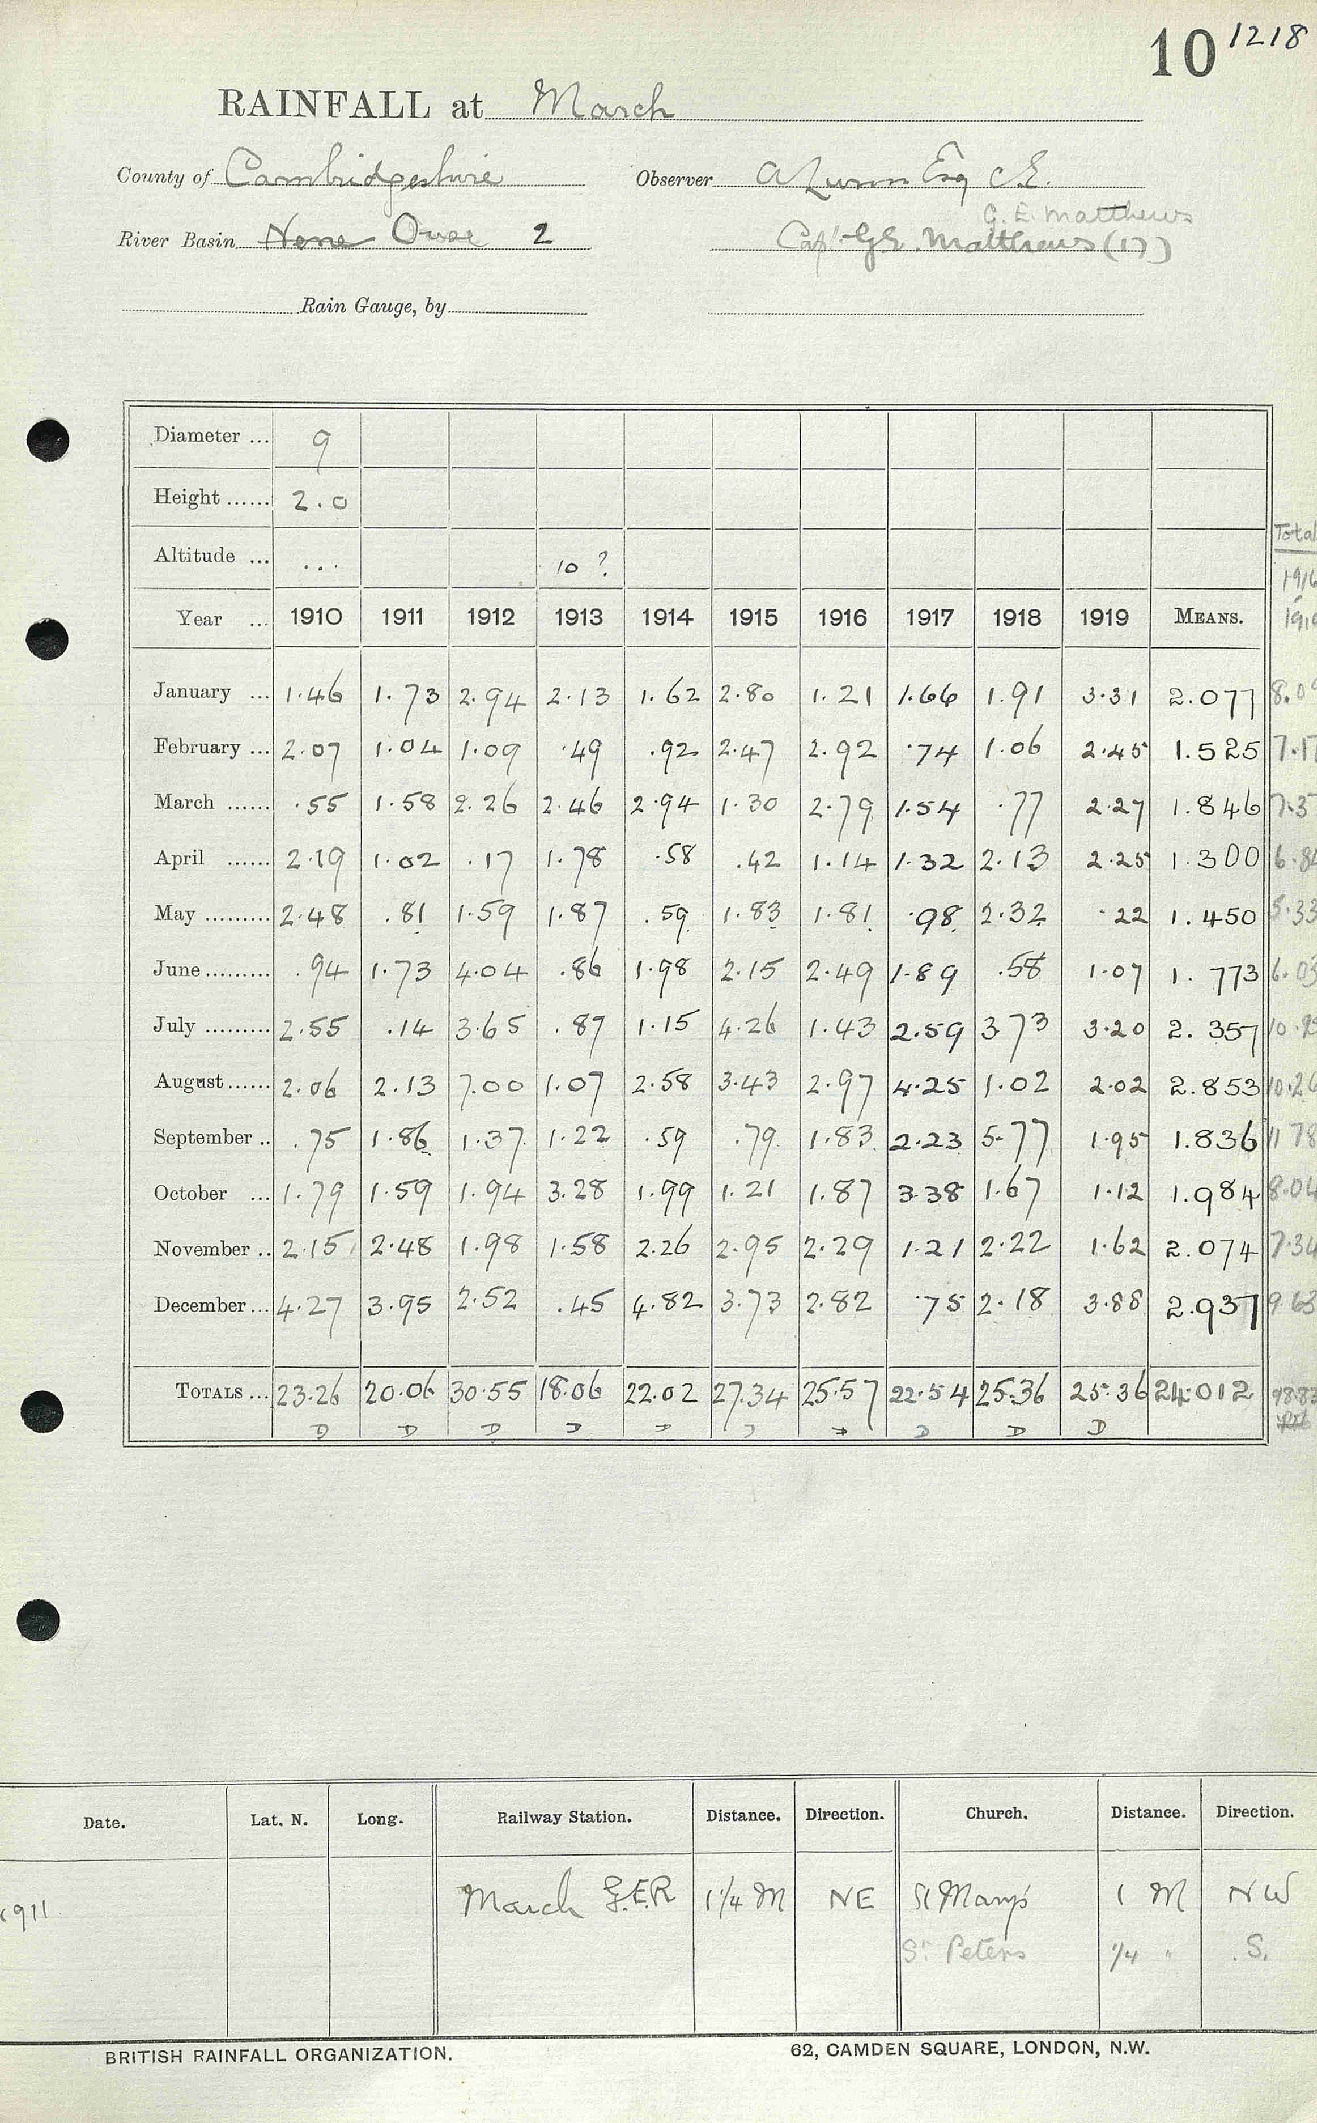 10 1218
RAINFALL at March
County of Cambridgeshire Observer A Esq C.E.
C. E. Matthews
River Basin Nene Ouse 2 Capt. G.E. Matthews (17)
Rain Gauge, by
Diameter ... 9
Height ...... 2.0
Total
Altitude ... ... 10 ?
Year ... 1910 1911 1912 1913 1914 1915 1916 1917 1918 1919 MEANS.
January ... 1.46 1.73 2.94 2.13 1.62 2.80 1.21 1.66 1.91 3.31 2.077
February ... 2.07 1.04 1.09 .49 .92 2.47 2.92 .74 1.06 2.45 1.525
March ...... .55 1.58 2.26 2.46 2.94 1.30 2.79 1.54 .77 2.27 1.846
April ...... 2.19 1.02 .17 1.78 .58 .42 1.14 1.32 2.13 2.25 1.300
May ......... 2.48 .81 1.59 1.87 .59 1.83 1.81 .98 2.32 .22 1.450 5.33
June ......... .94 1.73 4.04 .86 1.98 2.15 2.49 1.89 .58 1.07 1.773 6.03
July ......... 2.55 .14 3.65 .87 1.15 4.26 1.43 2.59 3.73 3.20 2.357 10.95
August ...... 2.06 2.13 7.00 1.07 2.58 3.43 2.97 4.25 1.02 2.02 2.853 10.26
September .. .75 1.86 1.37 1.22 .59 .79 1.83 2.23 5.77 1.95 1.836 11 78
October ... 1.79 1.59 1.94 3.28 1.99 1.21 1.87 3.38 1.67 1.12 1.984 8.04
November .. 2.15 2.48 1.98 1.58 2.26 2.95 2.29 1.21 2.22 1.62 2.074 7.34
December ... 4.27 3.95 2.52 .45 4.82 3.73 2.82 .75 2.18 3.88 2.937 9.63
TOTALS ... 23.26 20.06 30.55 18.06 22.02 27.34 25.57 22.54 25.36 25.36 24.012 98.83
D D D D D D D D D D
Date. Lat. N. Long. Railway Station. Distance. Direction. Church. Distance. Direction.
1911 March G.E.R 1 1/4 M NE St Marys 1 M NW
St Peters 1/4 " S.
BRITISH RAINFALL ORGANIZATION. 62, CAMDEN SQUARE, LONDON, N.W.